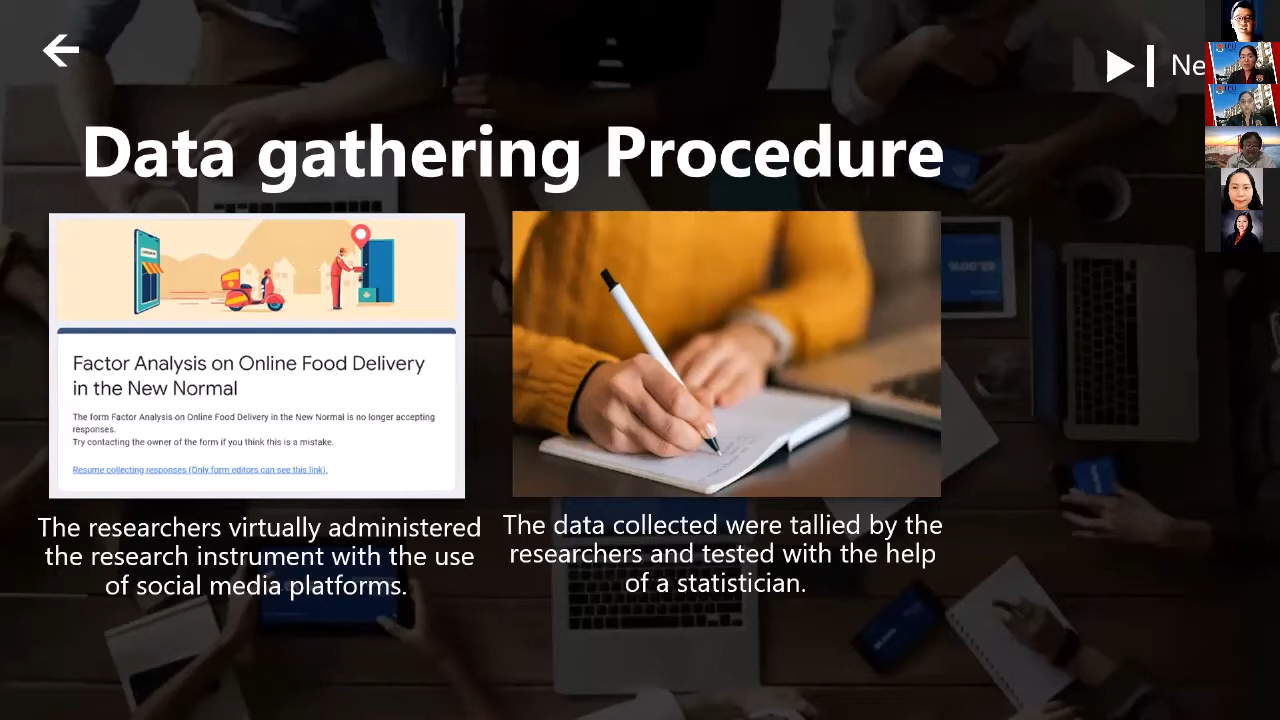 Data gathering Procedure
Factor Analysis on Online Food Delivery
in the New Normal
The form Factor Analysis on Online Food Delivery in the New Normal is no longer accepting
responses.
Try contacting the owner of the form if you think this is a mistake.
Resume collecting responses (Only form editors can see this link).
The researchers virtually administered
the research instrument with the use
of social media platforms.
The data collected were tallied by the
researchers and tested with the help
of a statistician.